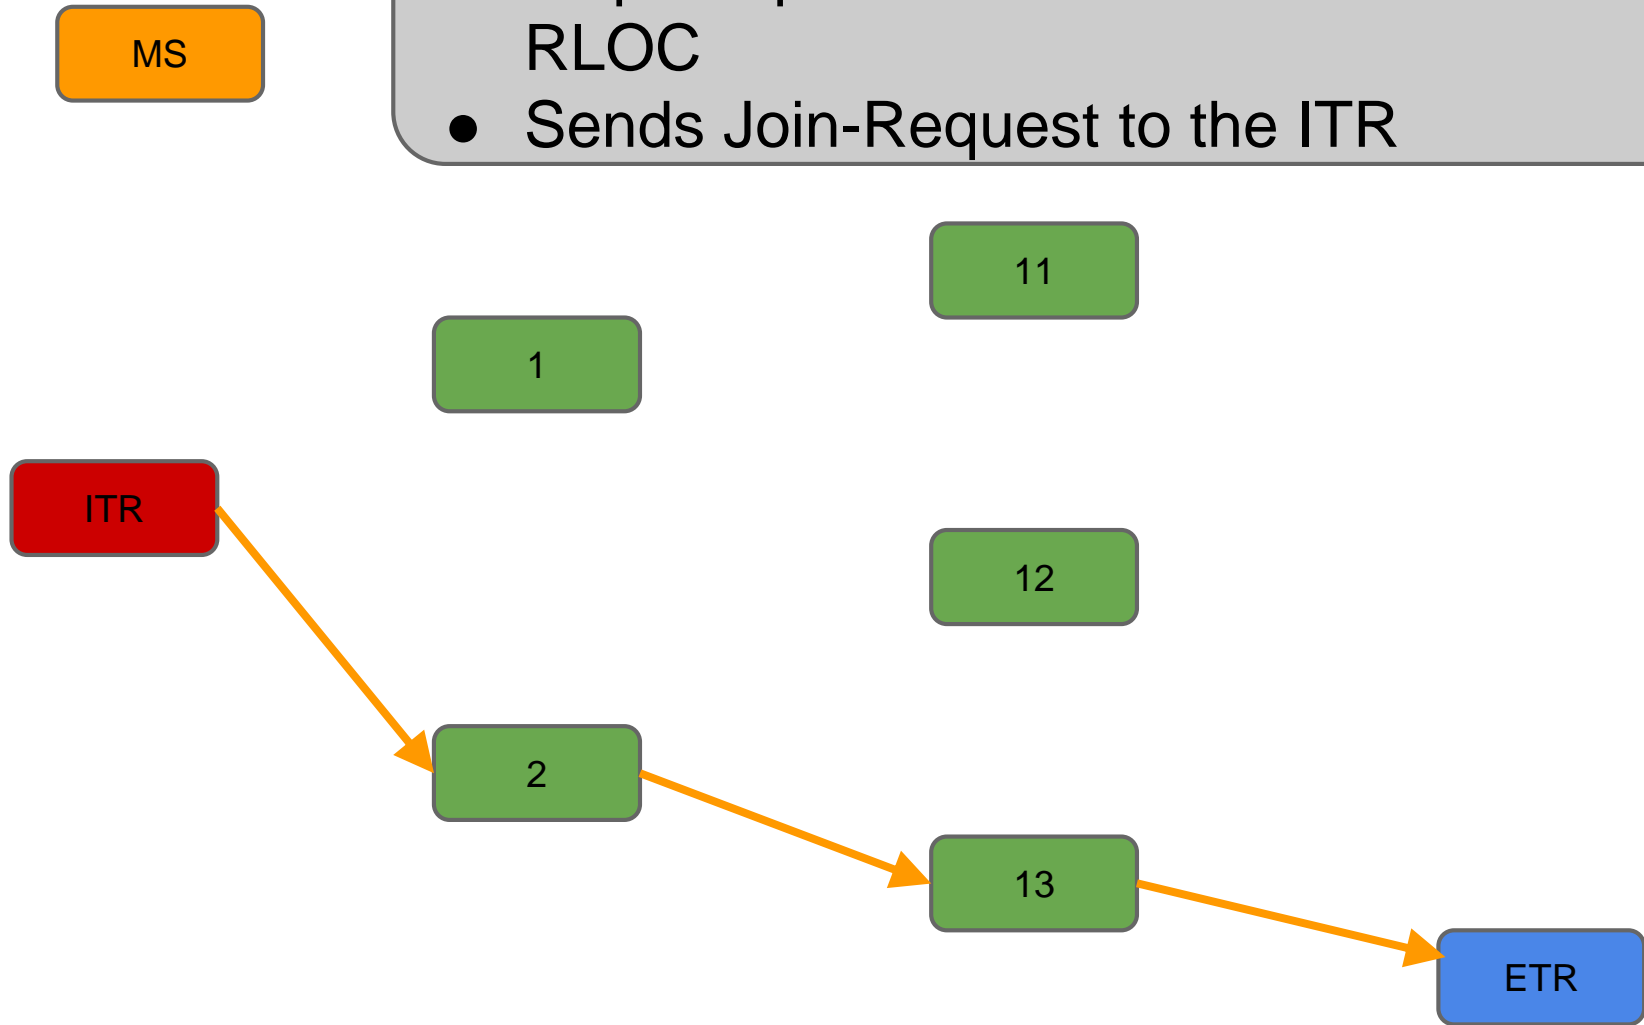 MS
RLOC
● Sends Join-Request to the ITR
11
1
ITR
12
2
13
ETR